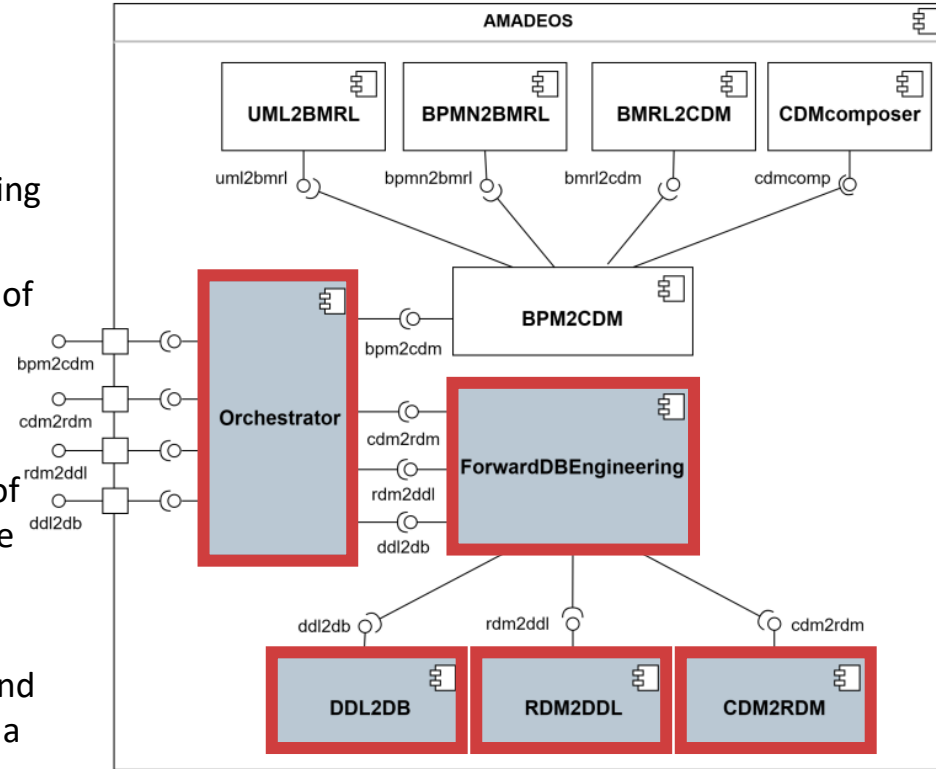 AMADEOS
UML2BMRL
BPMN2BMRL
BMRL2CDM
CDMcomposer
uml2bmrl
bpmn2bmrl
bmrl2cdm
cdmcomp
ing
of
BPM2CDM
bpm2cdm
bpm2cdm
Orchestrator
cdm2rdm
cdm2rdm
ForwardDBEngineering
rdm2ddl
rdm2ddl
of
ddl2db
e
ddl2db
ddl2db
rdm2ddl
cdm2rdm
nd
a
DDL2DB
RDM2DDL
CDM2RDM